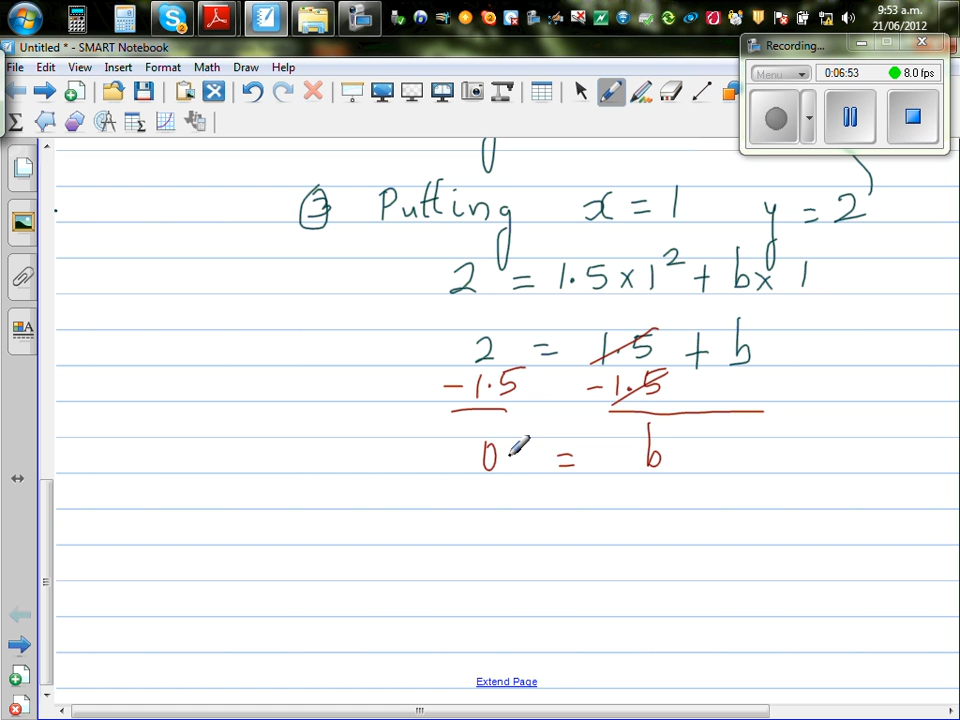 9:53 a.m.
21/06/2012
Untitled * - SMART Notebook
File Edit View Insert Format Math Draw Help
Recording...
Menu 0:06:53 8.0 fps
③ Putting x = 1 y = 2
2 = 1.5 x 1² + b x 1
2 = 1.5 + b
- 1.5 - 1.5
0 = b
Extend Page